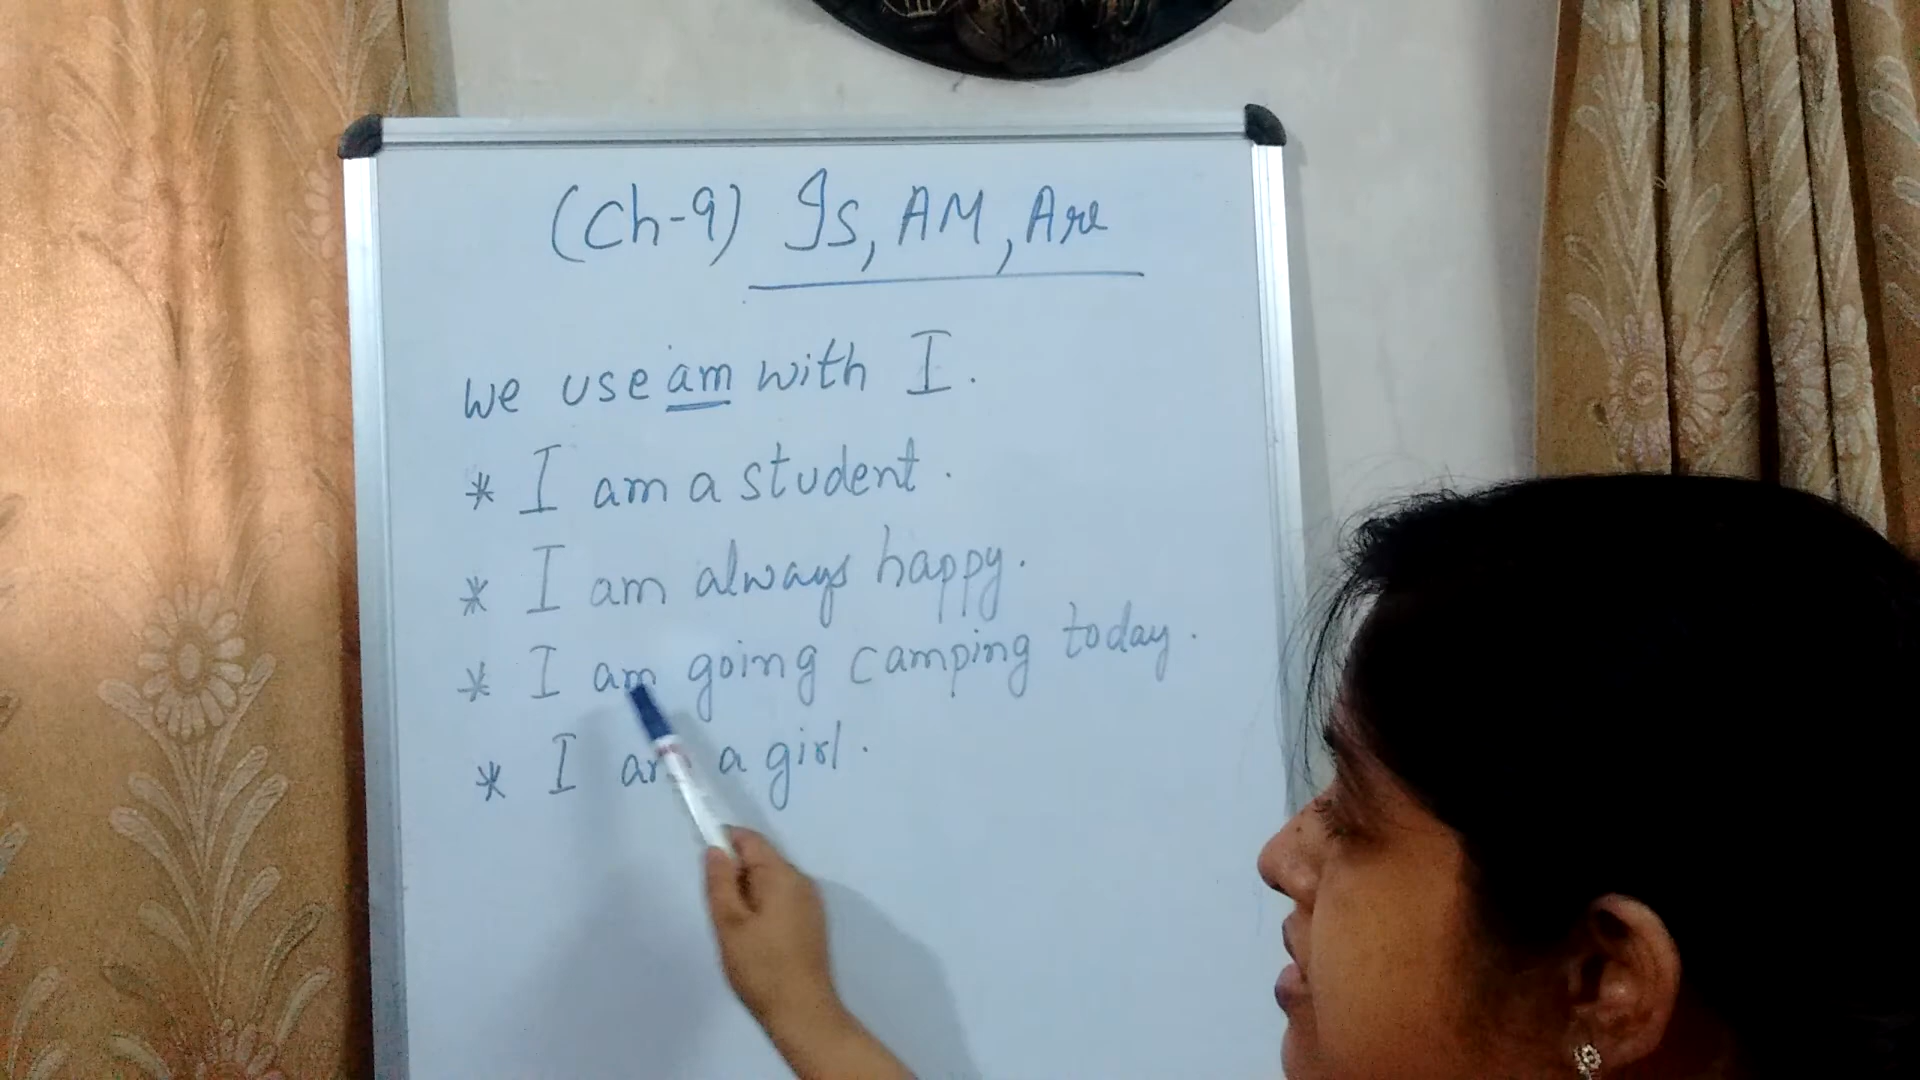 (Ch-9) Is, AM, Are
we use am with I.
* I am a student.
* I am always happy.
* I am going camping today.
* I am a girl.